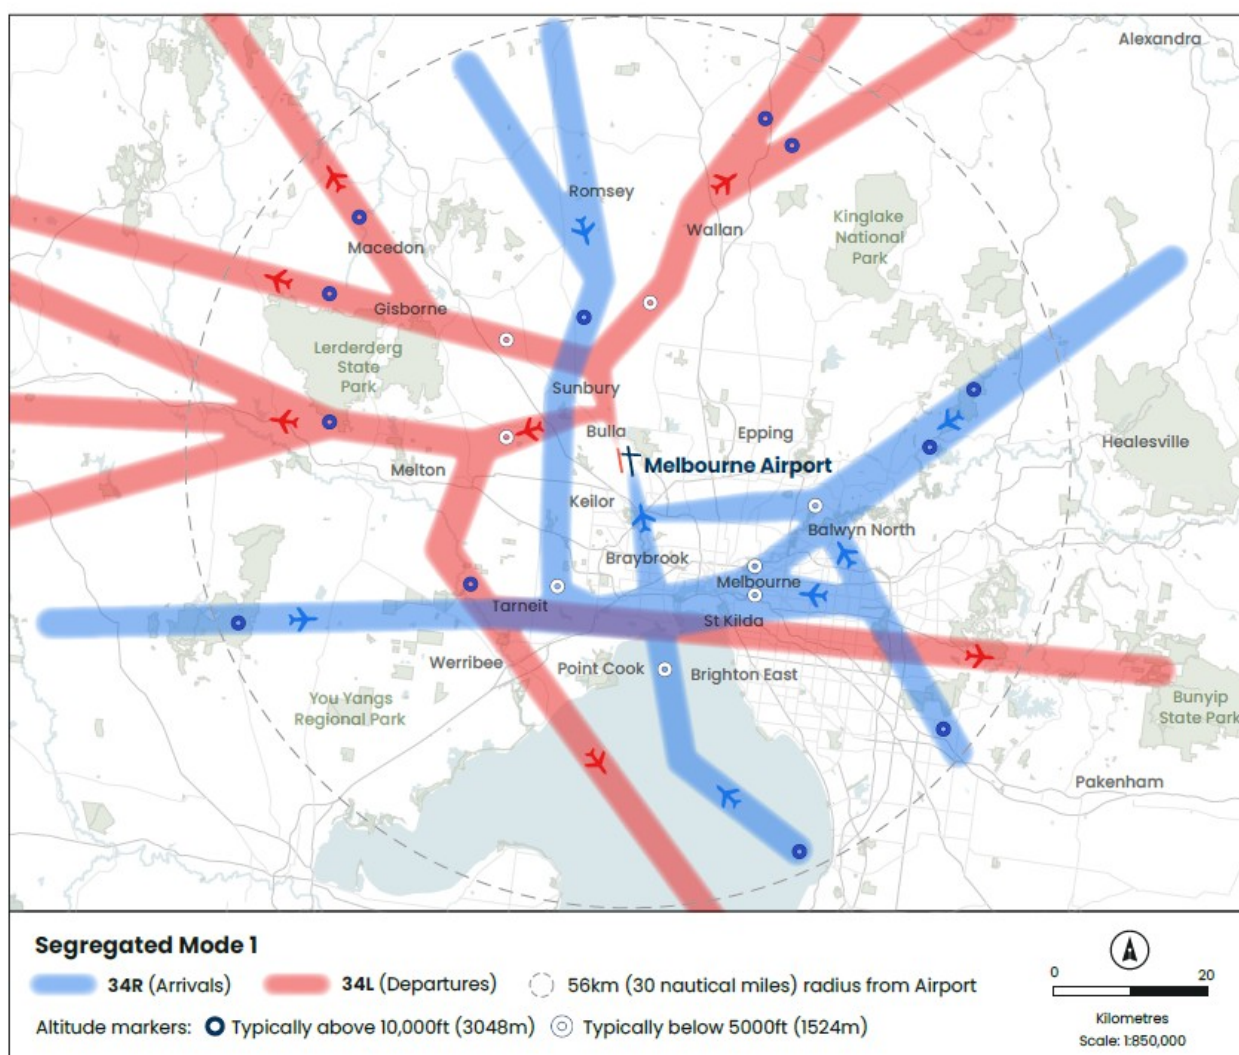 Alexandra
Romsey
Kinglake
National
Park
Wallan
Macedon
Gisborne
Lerderderg
State
Park
Sunbury
Bulla
Epping
Healesville
Melbourne Airport
Melton
Keilor
Balwyn North
Braybrook
Melbourne
Tarneit
St Kilda
Werribee
Point Cook
Brighton East
You Yangs
Regional Park
Bunyip
State Park
Pakenham
Segregated Mode 1
34R (Arrivals)
34L (Departures)
56km (30 nautical miles) radius from Airport
Altitude markers:
Typically above 10,000ft (3048m)
Typically below 5000ft (1524m)
0
20
Kilometres
Scale: 1:850,000